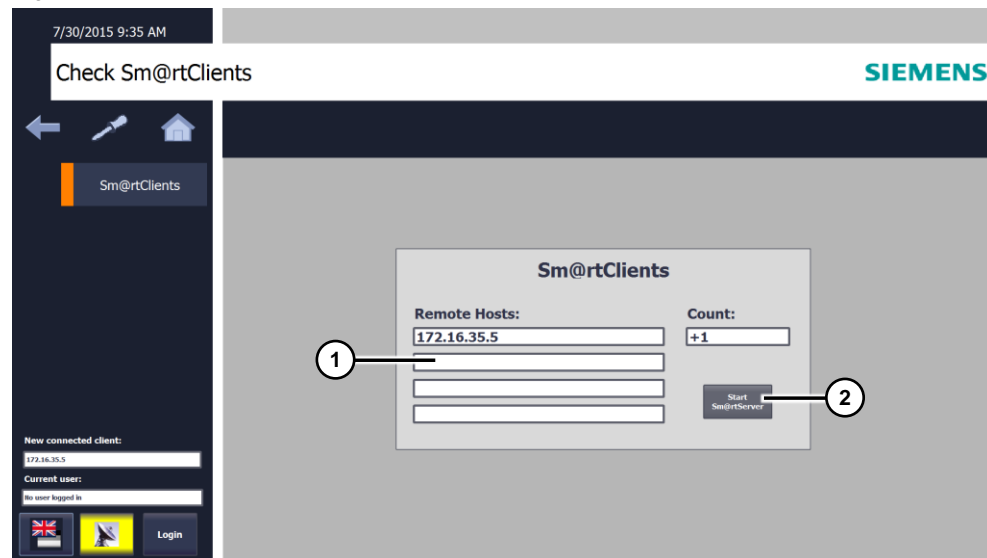 7/30/2015 9:35 AM
Check Sm@rtClients
SIEMENS
Sm@rtClients
Sm@rtClients
Remote Hosts:
Count:
172.16.35.5
+1
1
Start
Sm@rtServer
2
New connected client:
172.16.35.5
Current user:
No user logged in
Login